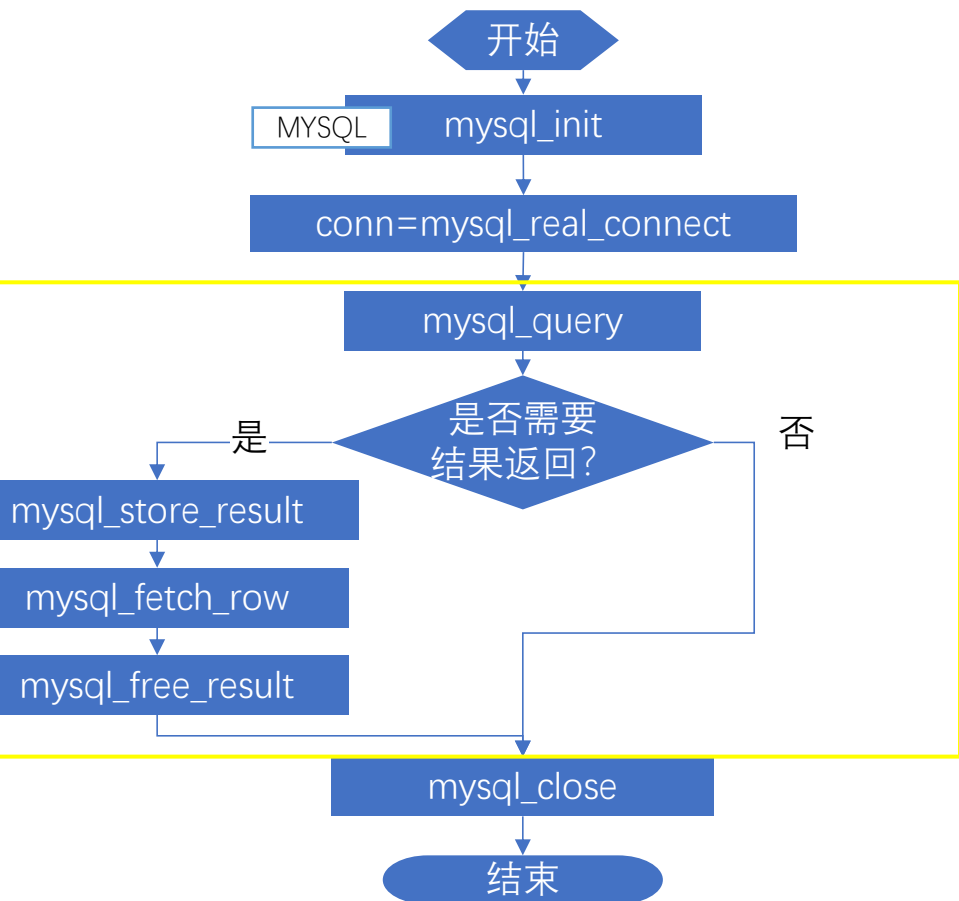 开始
MYSQL
mysql_init
conn=mysql_real_connect
mysql_query
是否需要
结果返回?
是
否
mysql_store_result
mysql_fetch_row
mysql_free_result
mysql_close
结束